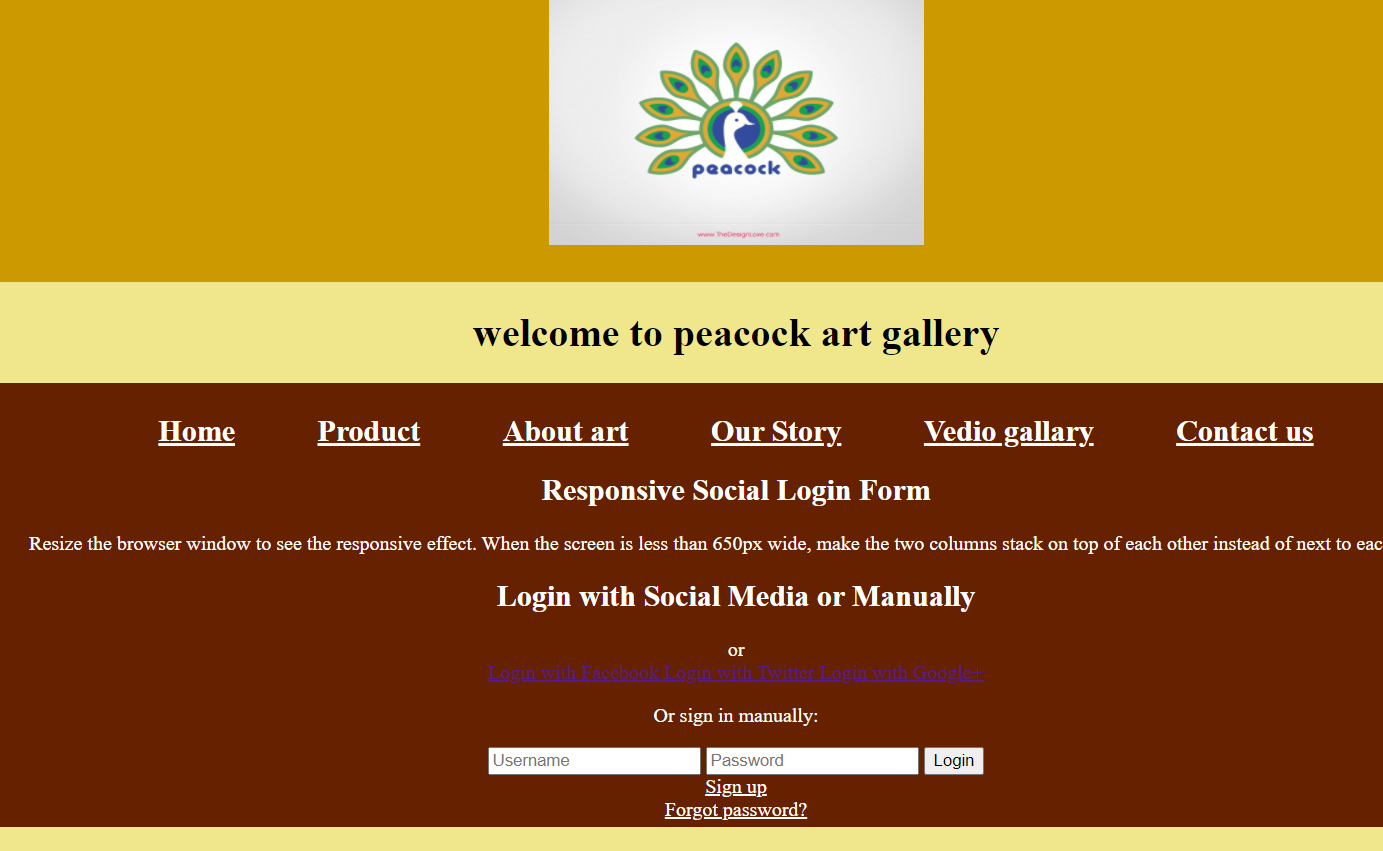 peacock
www.TheDesignLove.com
welcome to peacock art gallery
Home Product About art Our Story Vedio gallary Contact us
Responsive Social Login Form
Resize the browser window to see the responsive effect. When the screen is less than 650px wide, make the two columns stack on top of each other instead of next to eac
Login with Social Media or Manually
or
Login with Facebook Login with Twitter Login with Google+
Or sign in manually:
Username Password Login
Sign up
Forgot password?